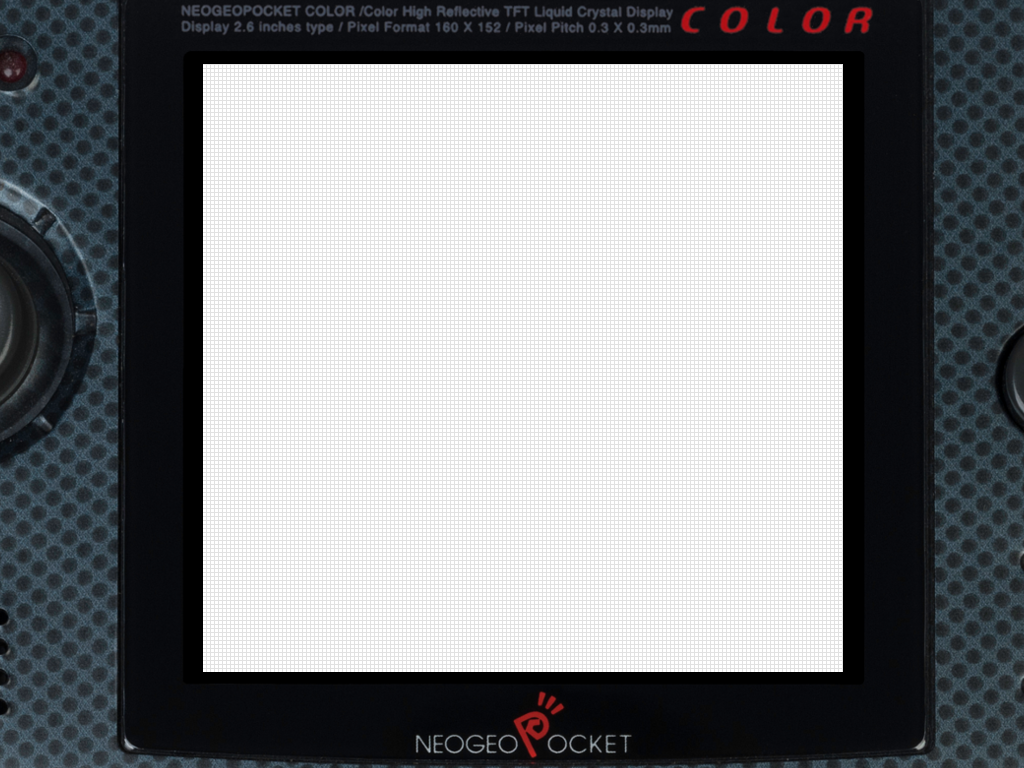 NEOGEOPOCKET COLOR /Color High Reflective TFT Liquid Crystal Display
Display 2.6 inches type / Pixel Format 160 X 152 / Pixel Pitch 0.3 X 0.3mm
COLOR
NEOGEO POCKET